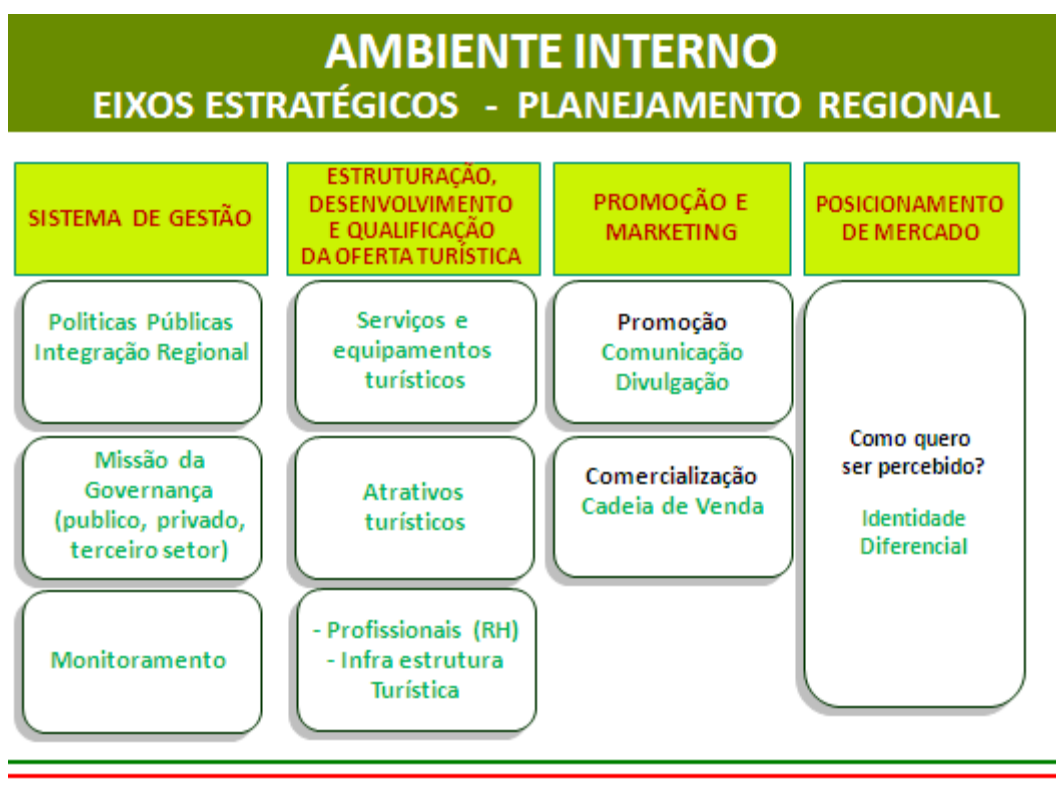 AMBIENTE INTERNO
EIXOS ESTRATÉGICOS - PLANEJAMENTO REGIONAL
SISTEMA DE GESTÃO
Politicas Públicas
Integração Regional
Missão da
Governança
(publico, privado,
terceiro setor)
Monitoramento
ESTRUTURAÇÃO,
DESENVOLVIMENTO
E QUALIFICAÇÃO
DA OFERTA TURÍSTICA
Serviços e
equipamentos
turísticos
Atrativos
turísticos
- Profissionais (RH)
- Infra estrutura
Turística
PROMOÇÃO E
MARKETING
Promoção
Comunicação
Divulgação
Comercialização
Cadeia de Venda
POSICIONAMENTO
DE MERCADO
Como quero
ser percebido?
Identidade
Diferencial